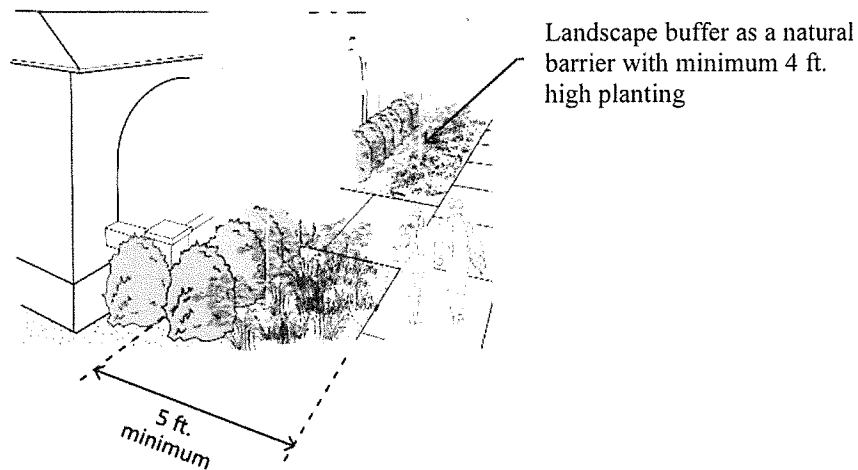 Landscape buffer as a natural
barrier with minimum 4 ft.
high planting
5 ft.
minimum